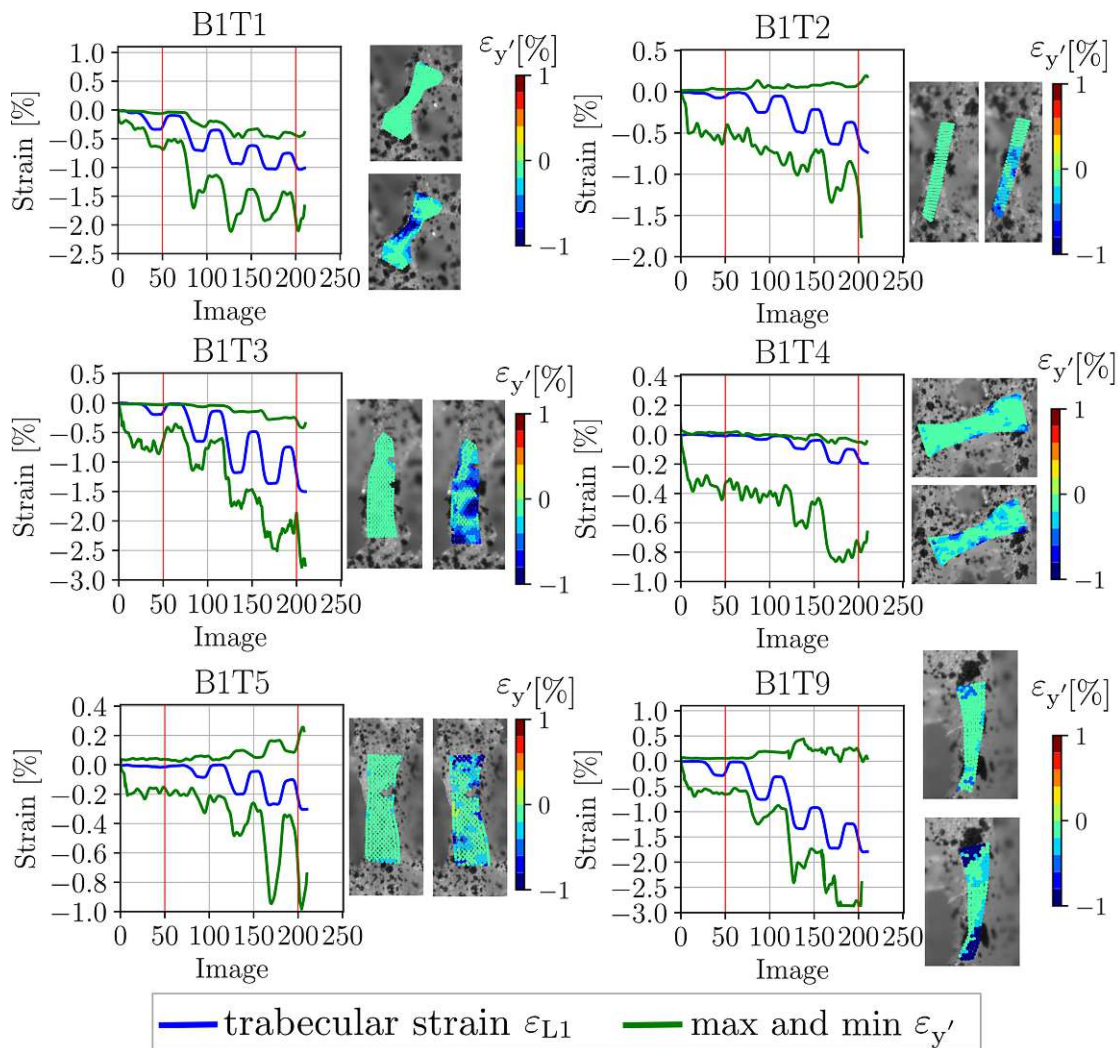 B1T1
1.0
0.5
0.0
−0.5
−1.0
−1.5
−2.0
−2.5
Strain [%]
0 50 100 150 200 250
Image
εy′[%]
1
0
−1
B1T2
0.5
0.0
−0.5
−1.0
−1.5
−2.0
Strain [%]
0 50 100 150 200 250
Image
εy′[%]
1
0
−1
B1T3
0.5
0.0
−0.5
−1.0
−1.5
−2.0
−2.5
−3.0
Strain [%]
0 50 100 150 200 250
Image
εy′[%]
1
0
−1
B1T4
0.4
0.2
0.0
−0.2
−0.4
−0.6
−0.8
−1.0
Strain [%]
0 50 100 150 200 250
Image
εy′[%]
1
0
−1
B1T5
0.4
0.2
0.0
−0.2
−0.4
−0.6
−0.8
−1.0
Strain [%]
0 50 100 150 200 250
Image
εy′[%]
1
0
−1
B1T9
1.0
0.5
0.0
−0.5
−1.0
−1.5
−2.0
−2.5
−3.0
Strain [%]
0 50 100 150 200 250
Image
εy′[%]
1
0
−1
trabecular strain εL1 max and min εy′